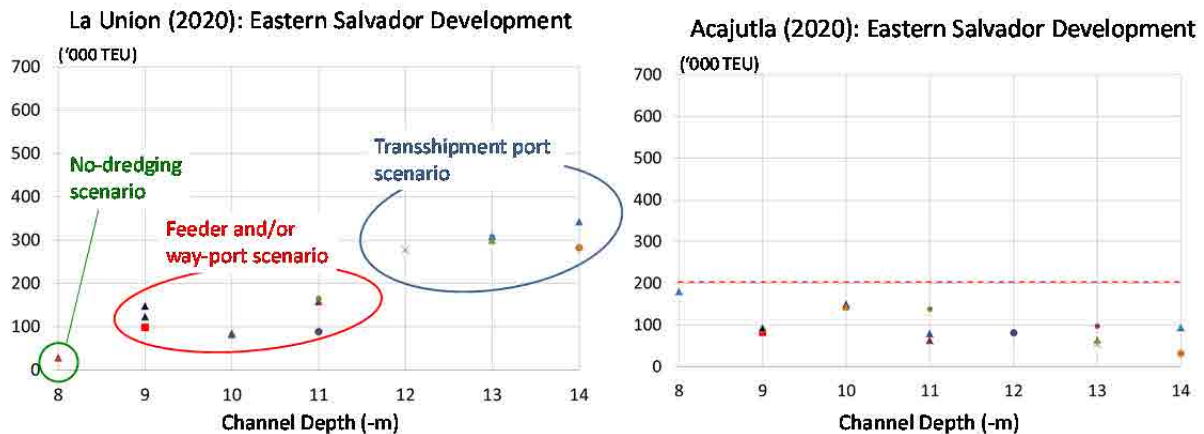 La Union (2020): Eastern Salvador Development
('000 TEU)
700
600
500
400
300
200
100
0
No-dredging
scenario
Feeder and/or
way-port scenario
Transshipment port
scenario
8 9 10 11 12 13 14
Channel Depth (-m)
Acajutla (2020): Eastern Salvador Development
('000 TEU)
700
600
500
400
300
200
100
0
8 9 10 11 12 13 14
Channel Depth (-m)